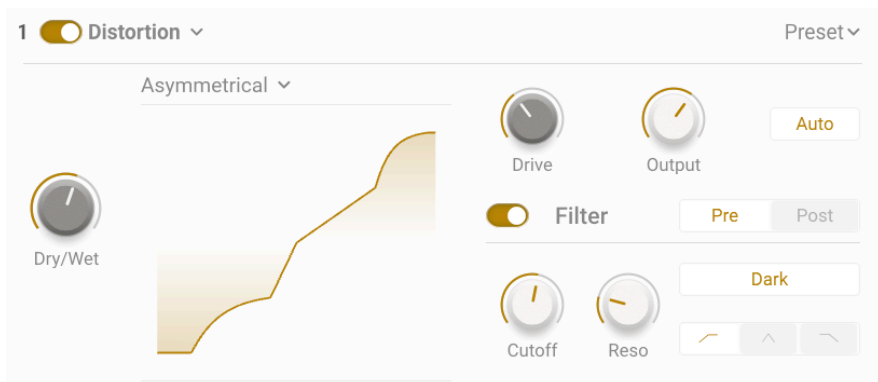 1 Distortion
Preset
Asymmetrical
Drive
Output
Auto
Dry/Wet
Filter
Pre
Post
Dark
Cutoff
Reso